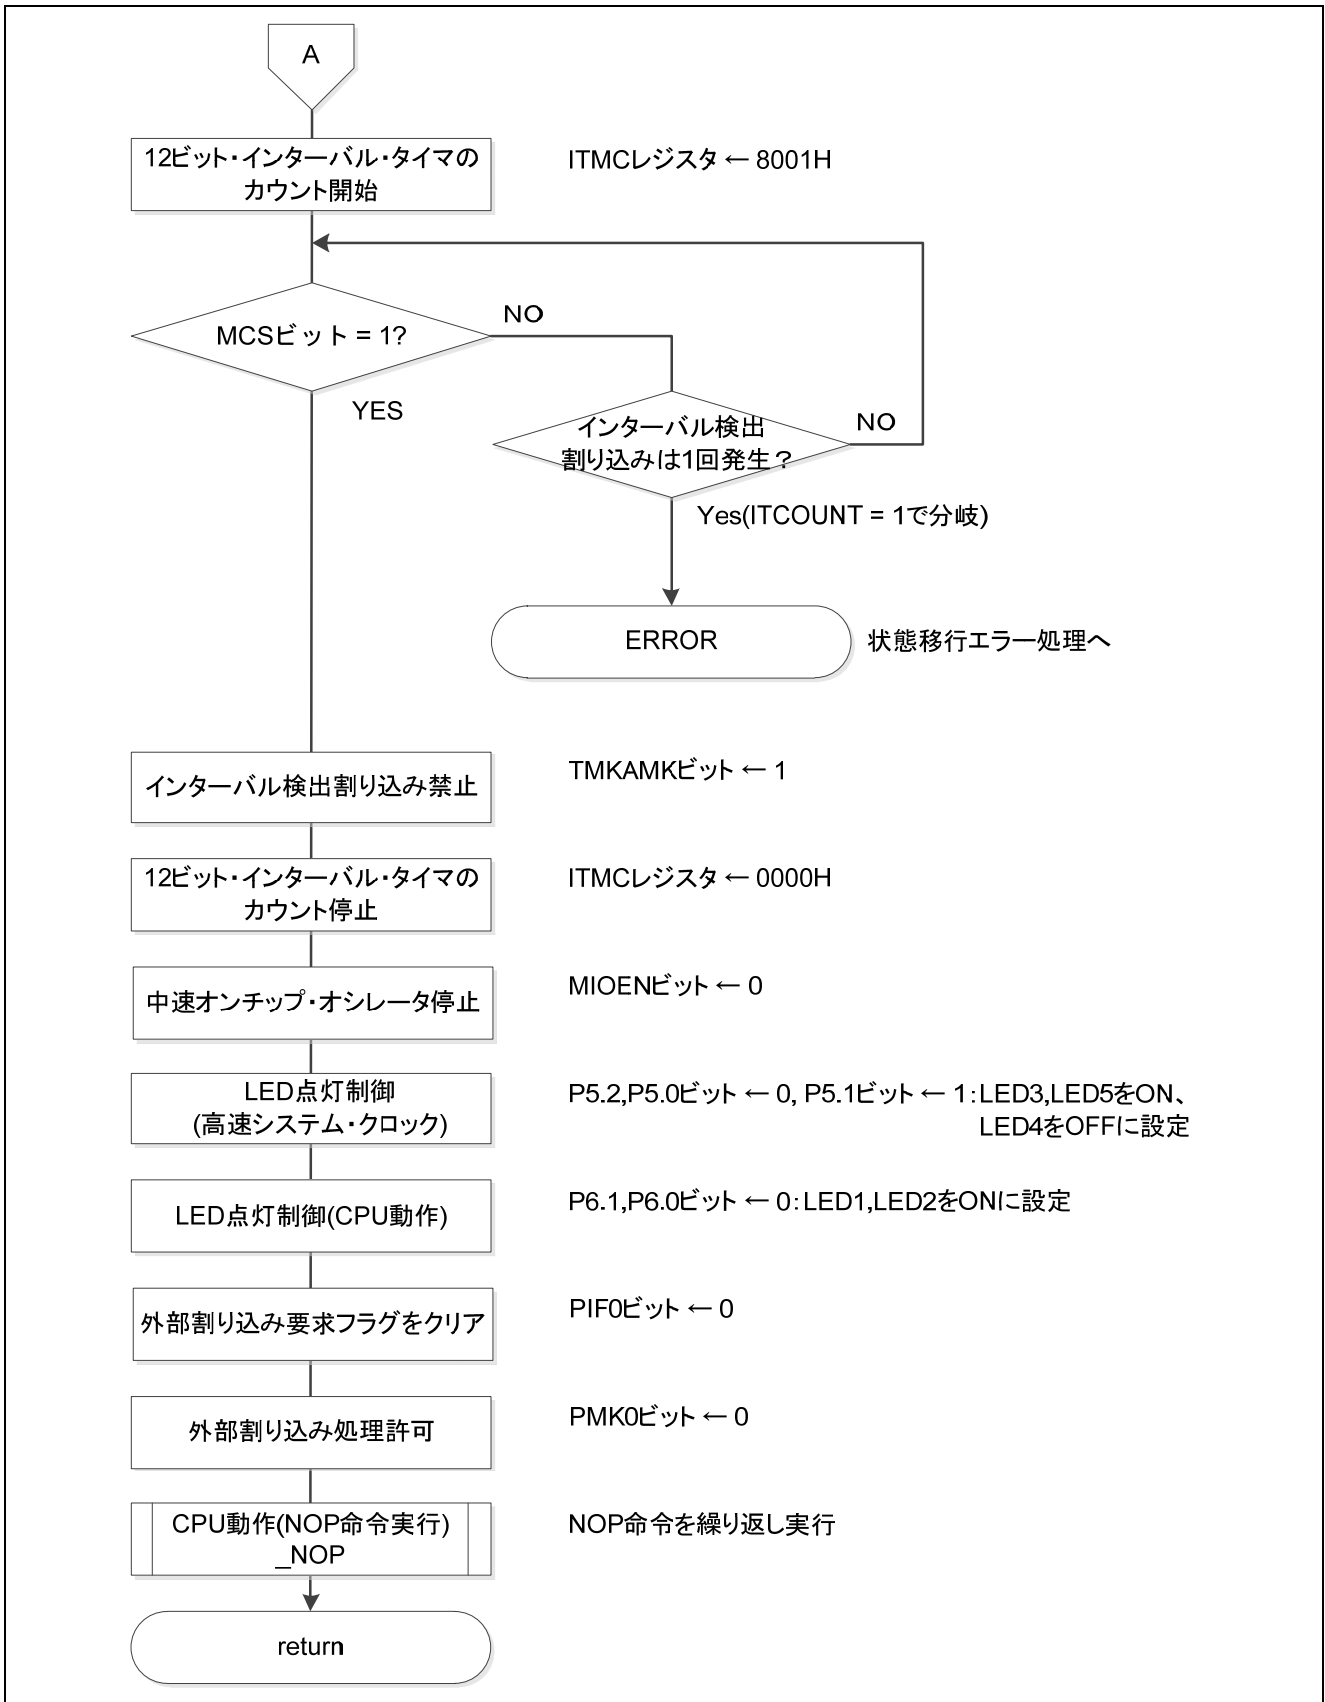 A
12ビット・インターバル・タイマの
カウント開始
ITMCレジスタ ← 8001H
MCSビット = 1?
NO
YES
インターバル検出
割り込みは1回発生？
NO
Yes(ITCOUNT = 1で分岐)
ERROR
状態移行エラー処理へ
インターバル検出割り込み禁止
TMKAMKビット ← 1
12ビット・インターバル・タイマの
カウント停止
ITMCレジスタ ← 0000H
中速オンチップ・オシレータ停止
MIOENビット ← 0
LED点灯制御
(高速システム・クロック)
P5.2,P5.0ビット ← 0, P5.1ビット ← 1：LED3,LED5をON、
LED4をOFFに設定
LED点灯制御(CPU動作)
P6.1,P6.0ビット ← 0：LED1,LED2をONに設定
外部割り込み要求フラグをクリア
PIF0ビット ← 0
外部割り込み処理許可
PMK0ビット ← 0
CPU動作(NOP命令実行)
_NOP
NOP命令を繰り返し実行
return